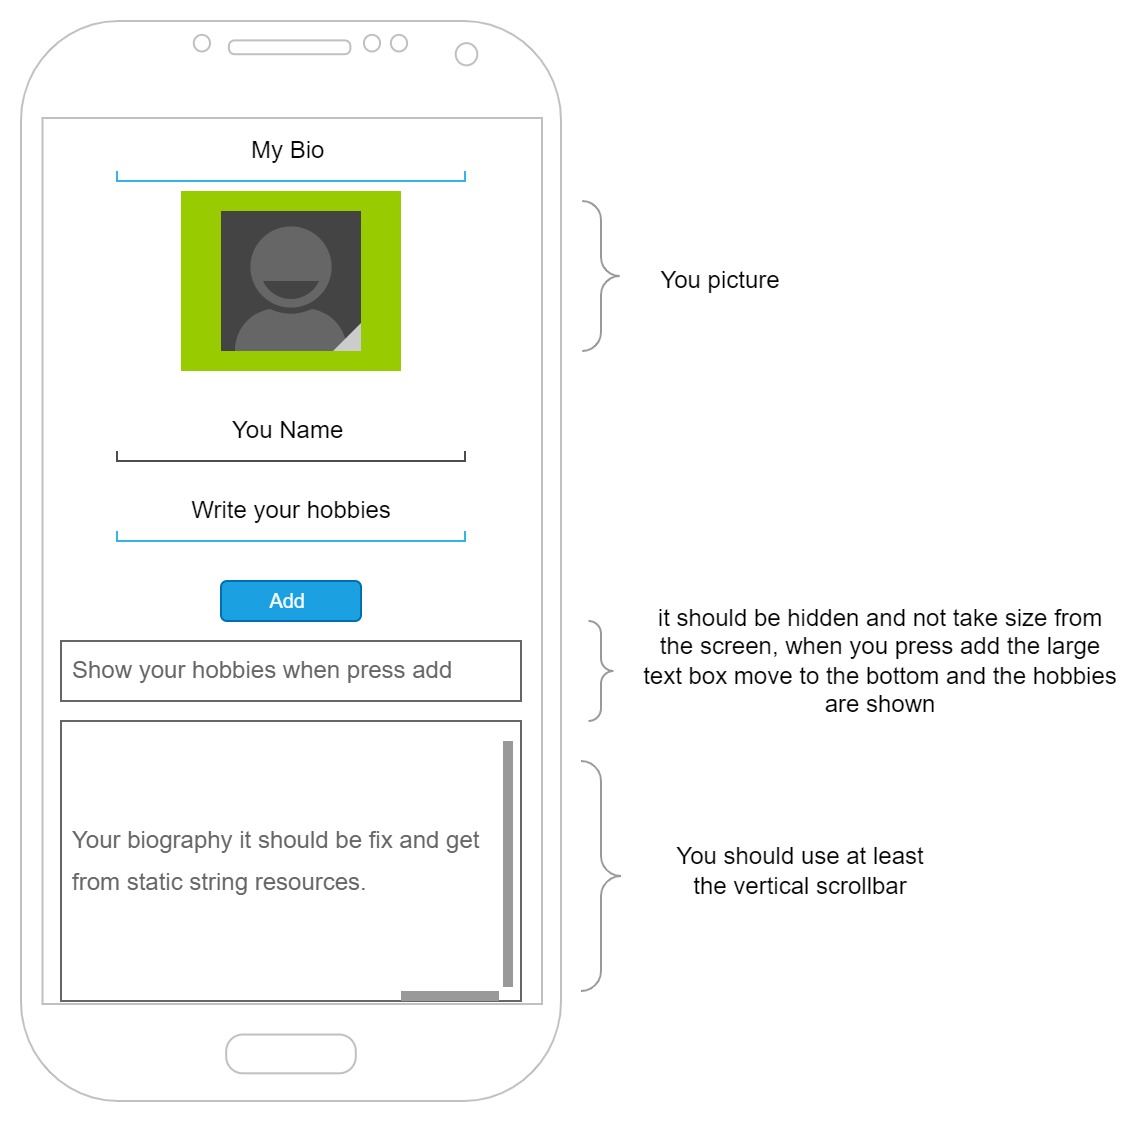 My Bio
You picture
You Name
Write your hobbies
Add
Show your hobbies when press add
it should be hidden and not take size from
the screen, when you press add the large
text box move to the bottom and the hobbies
are shown
Your biography it should be fix and get
from static string resources.
You should use at least
the vertical scrollbar